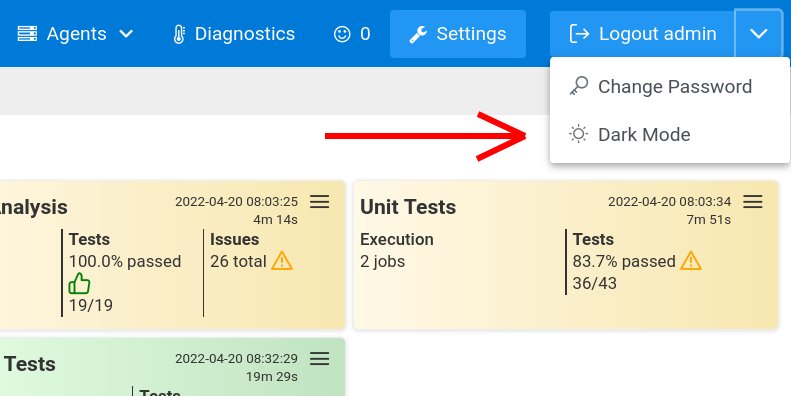 Agents
Diagnostics
0
Settings
Logout admin
Change Password
Dark Mode
nalysis
2022-04-20 08:03:25
4m 14s
Tests
100.0% passed
19/19
Issues
26 total
Unit Tests
2022-04-20 08:03:34
7m 51s
Execution
2 jobs
Tests
83.7% passed
36/43
Tests
2022-04-20 08:32:29
19m 29s
Tests